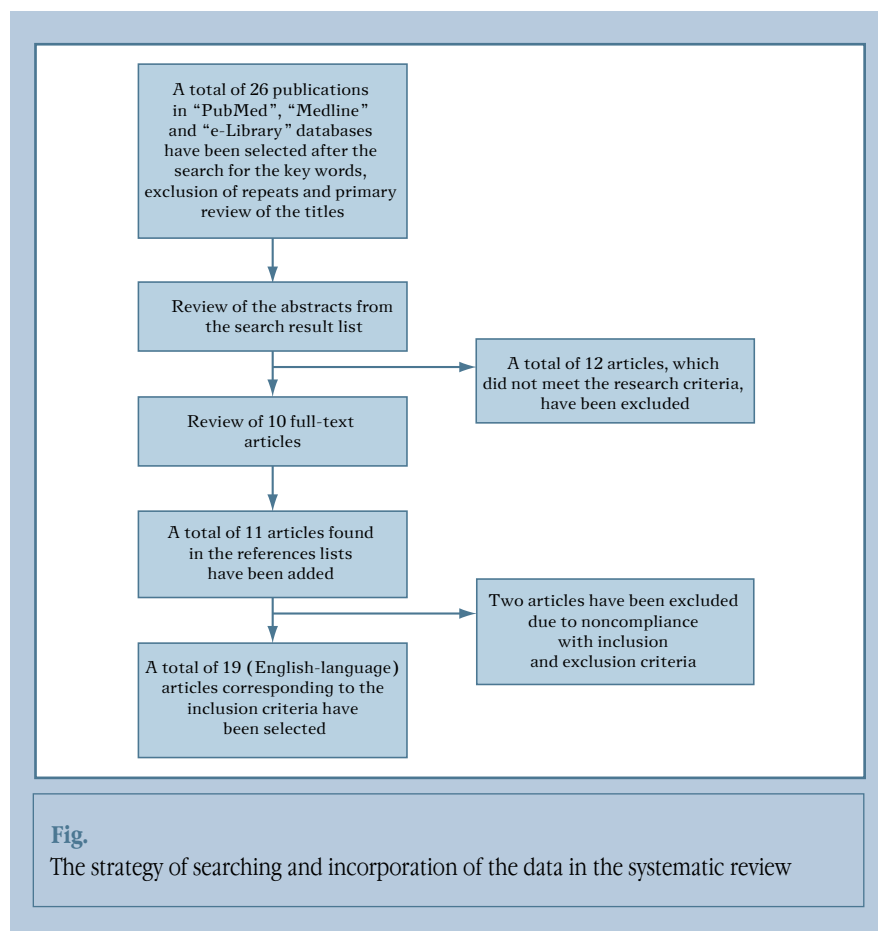 A total of 26 publications
in “PubMed”, “Medline”
and “e-Library” databases
have been selected after the
search for the key words,
exclusion of repeats and primary
review of the titles
Review of the abstracts from
the search result list
A total of 12 articles, which
did not meet the research criteria,
have been excluded
Review of 10 full-text
articles
A total of 11 articles found
in the references lists
have been added
Two articles have been excluded
due to noncompliance
with inclusion
and exclusion criteria
A total of 19 (English-language)
articles corresponding to the
inclusion criteria have
been selected
Fig.
The strategy of searching and incorporation of the data in the systematic review